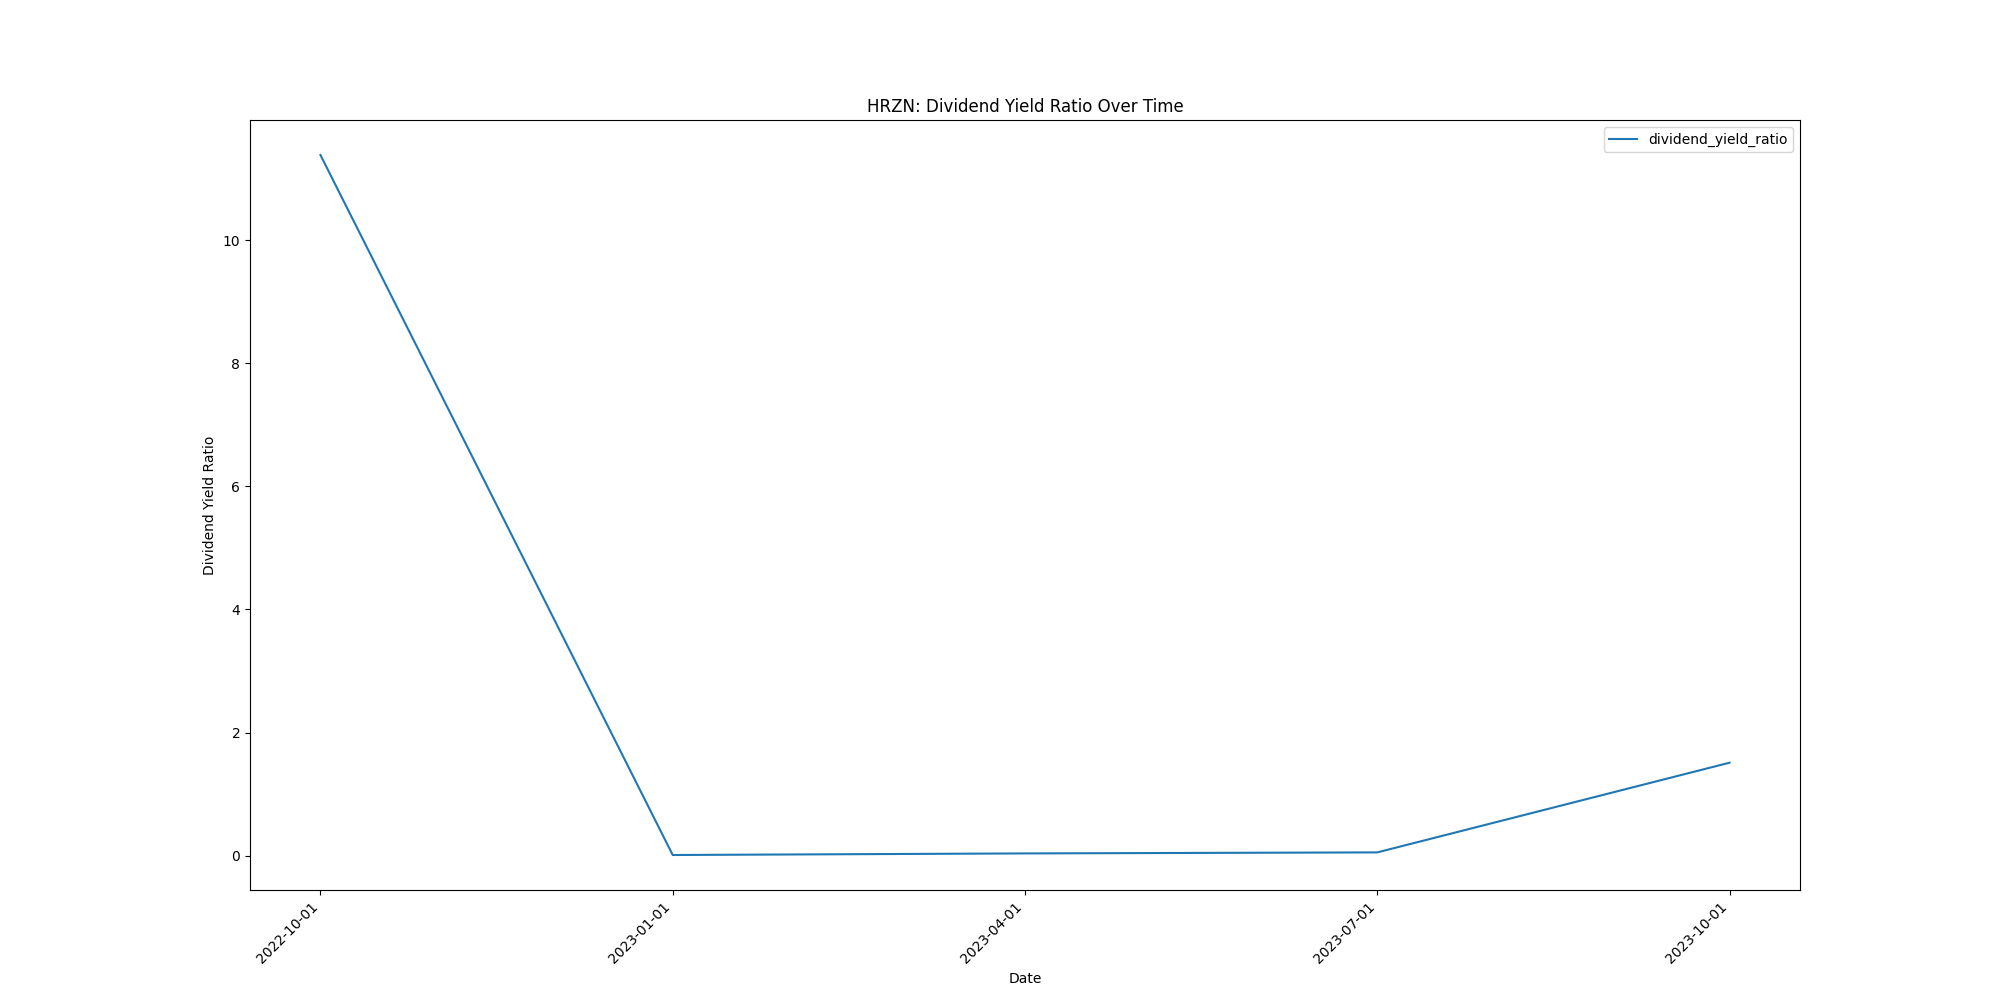 HRZN: Dividend Yield Ratio Over Time
dividend_yield_ratio
Dividend Yield Ratio
10
8
6
4
2
0
2022-10-01
2023-01-01
2023-04-01
2023-07-01
2023-10-01
Date